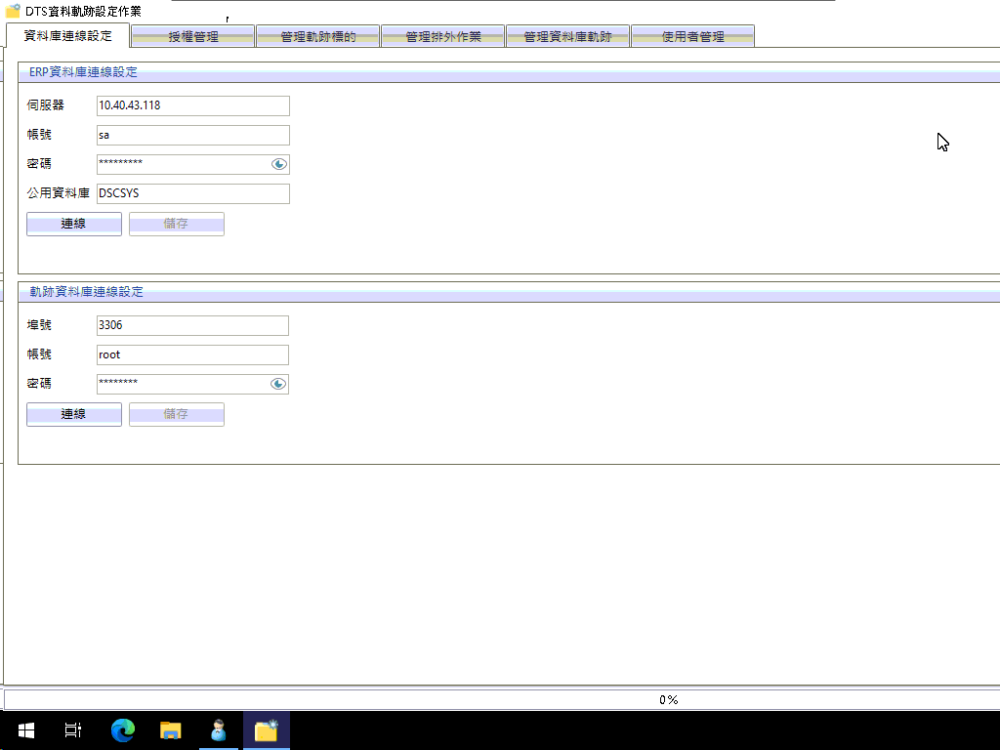 DTS資料軌跡設定作業
資料庫連線設定 授權管理 管理軌跡標的 管理排外作業 管理資料庫軌跡 使用者管理
ERP資料庫連線設定
伺服器 10.40.43.118
帳號 sa
密碼 *********
公用資料庫 DSCSYS
連線 儲存
軌跡資料庫連線設定
埠號 3306
帳號 root
密碼 ********
連線 儲存
0%